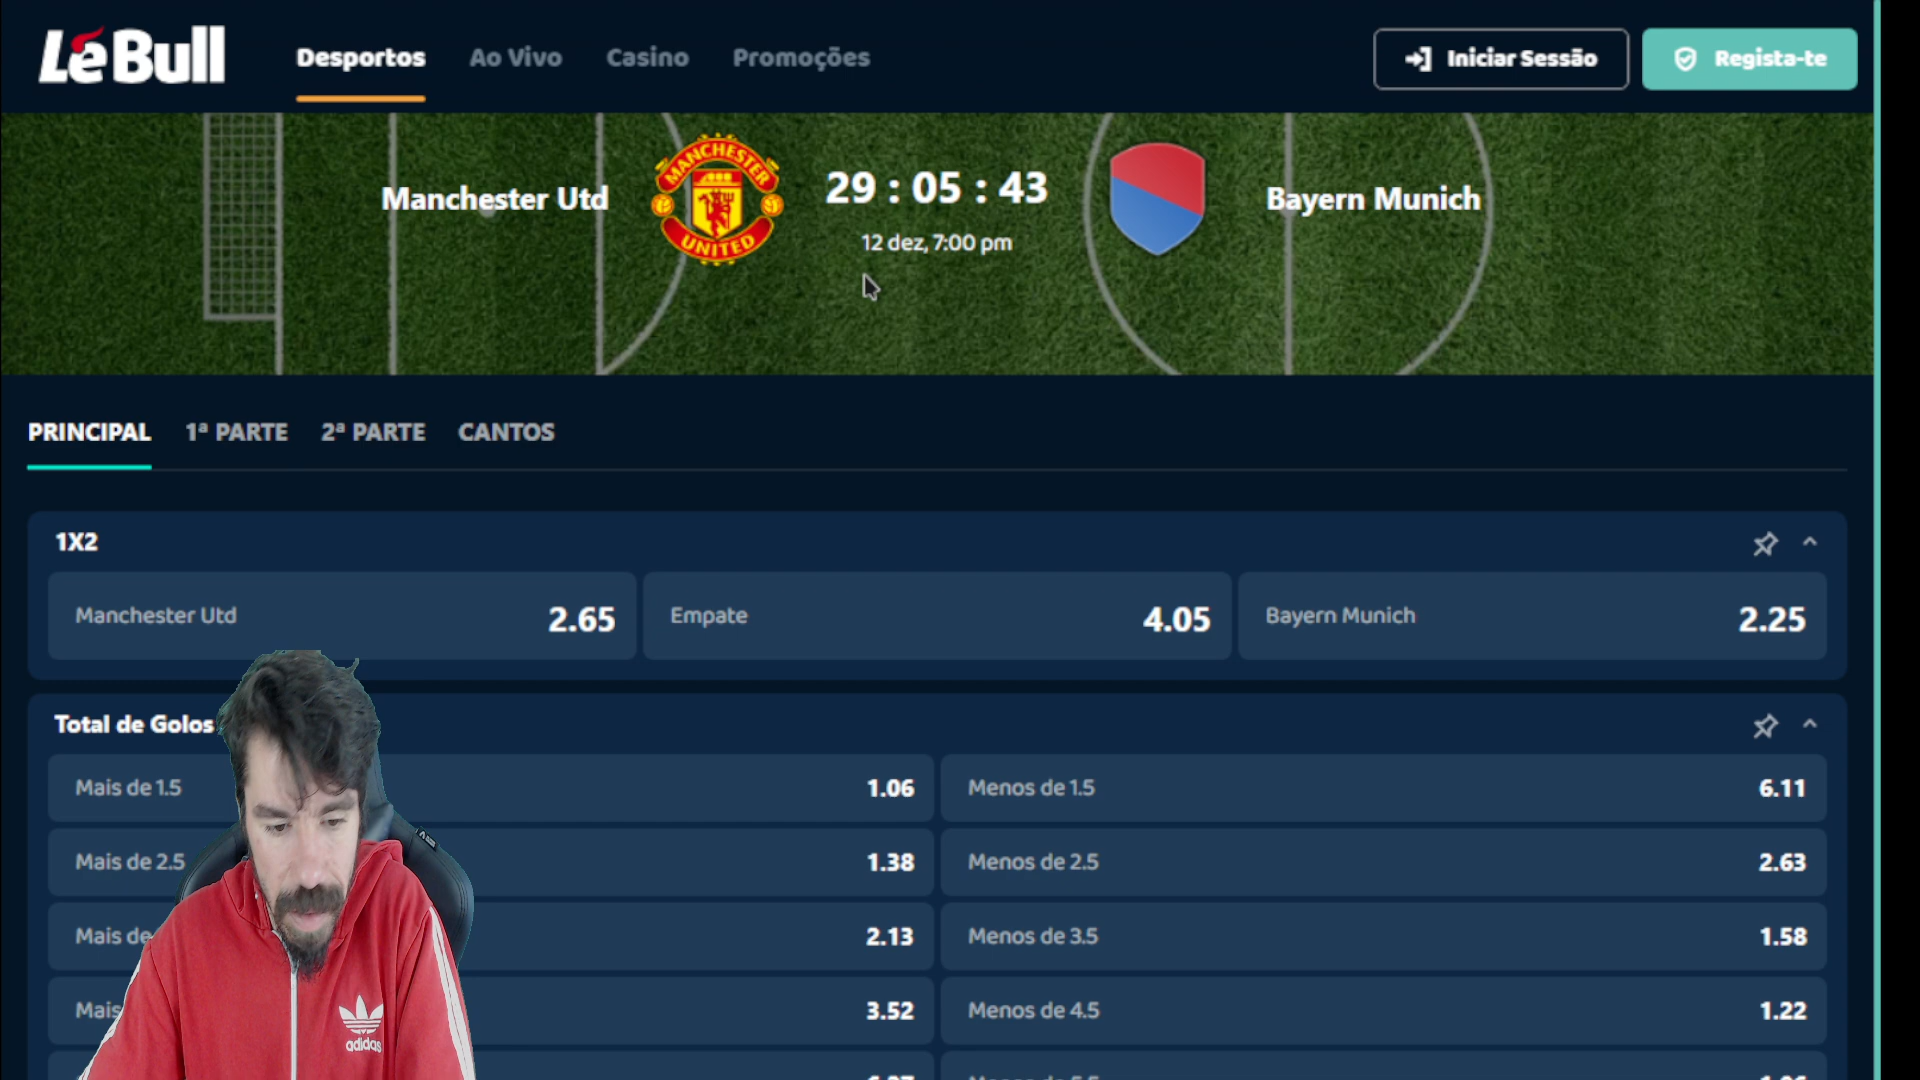 LeBull
Desportos
Ao Vivo
Casino
Promoções
Iniciar Sessão
Regista-te
Manchester Utd
MANCHESTER
UNITED
29 : 05 : 43
12 dez, 7:00 pm
Bayern Munich
PRINCIPAL
1ª PARTE
2ª PARTE
CANTOS
1X2
Manchester Utd 2.65
Empate 4.05
Bayern Munich 2.25
Total de Golos
Mais de 1.5 1.06
Menos de 1.5 6.11
Mais de 2.5 1.38
Menos de 2.5 2.63
Mais de 2.13
Menos de 3.5 1.58
Mais 3.52
Menos de 4.5 1.22
adidas